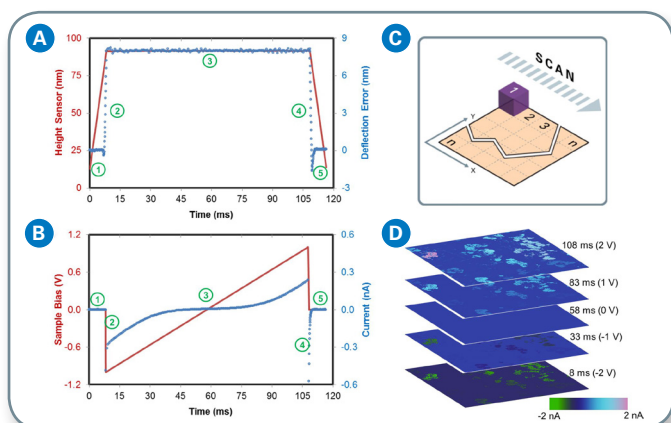 A
100
75
50
25
0
Height Sensor (nm)
9
6
3
0
-3
Deflection Error (nm)
1
2
3
4
5
0 15 30 45 60 75 90 105 120
Time (ms)
B
1.2
0.6
0.0
-0.6
-1.2
Sample Bias (V)
0.6
0.3
0.0
-0.3
-0.6
Current (nA)
1
2
3
4
5
0 15 30 45 60 75 90 105 120
Time (ms)
C
SCAN
1
2
3
n
n
Y
X
D
108 ms (2 V)
83 ms (1 V)
58 ms (0 V)
33 ms (-1 V)
8 ms (-2 V)
-2 nA
2 nA